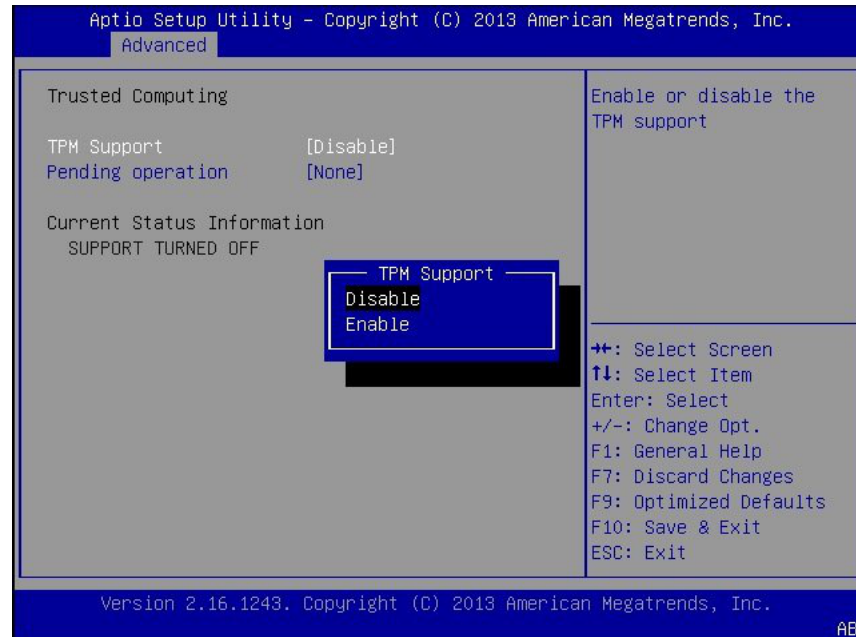 Aptio Setup Utility – Copyright (C) 2013 American Megatrends, Inc.
Advanced
Trusted Computing
TPM Support [Disable]
Pending operation [None]
Current Status Information
SUPPORT TURNED OFF
TPM Support
Disable
Enable
Enable or disable the
TPM support
→←: Select Screen
↑↓: Select Item
Enter: Select
+/-: Change Opt.
F1: General Help
F7: Discard Changes
F9: Optimized Defaults
F10: Save & Exit
ESC: Exit
Version 2.16.1243. Copyright (C) 2013 American Megatrends, Inc.
AB